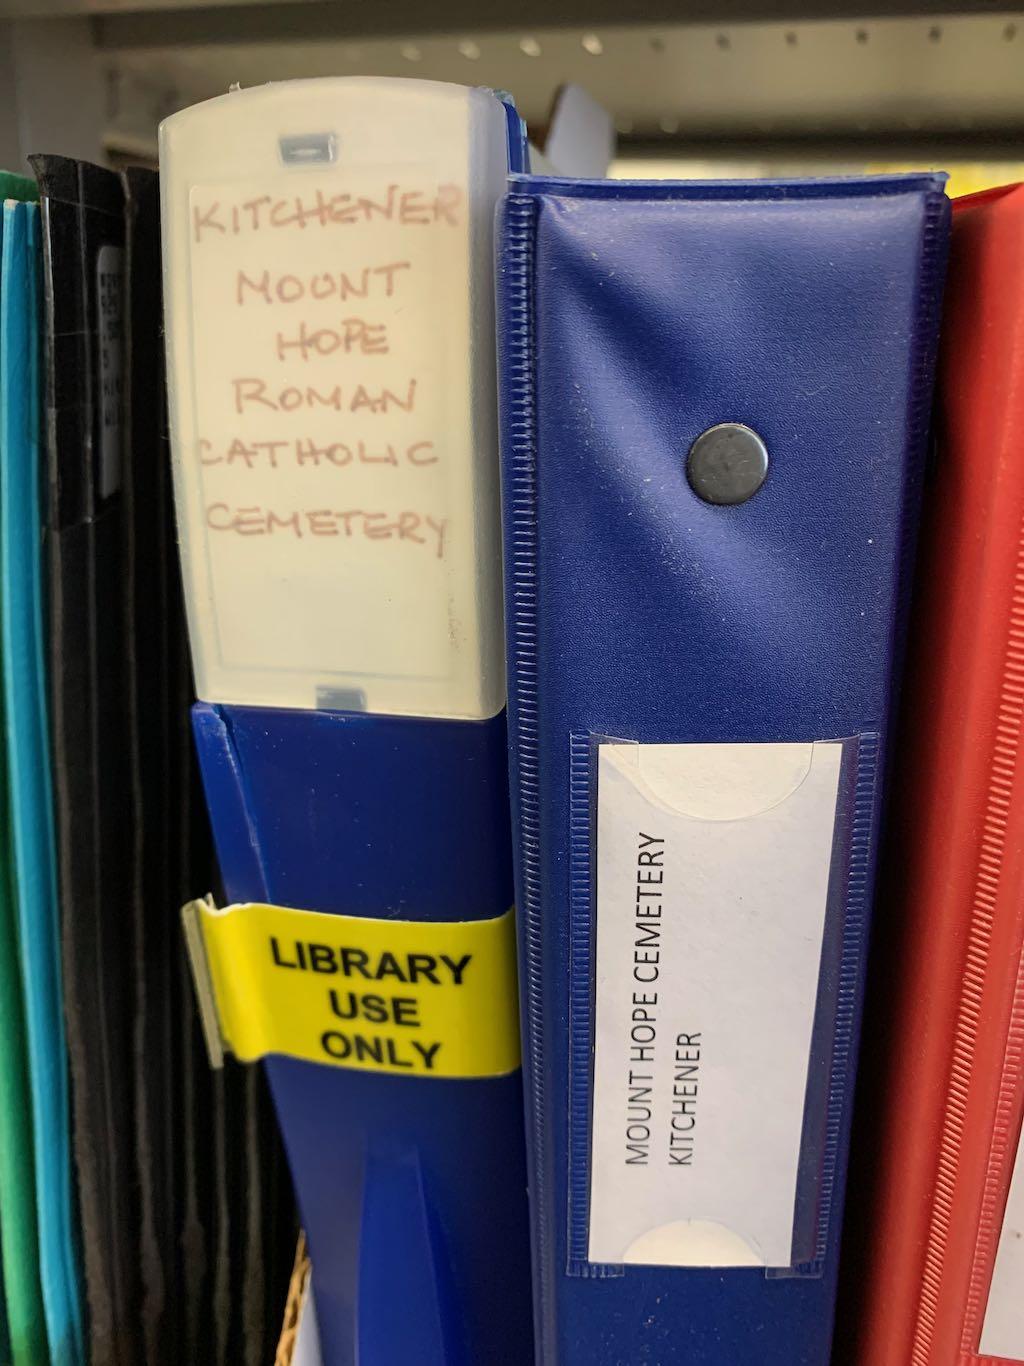 KITCHENER
MOUNT
HOPE
ROMAN
CATHOLIC
CEMETERY
LIBRARY
USE
ONLY
MOUNT HOPE CEMETERY
KITCHENER